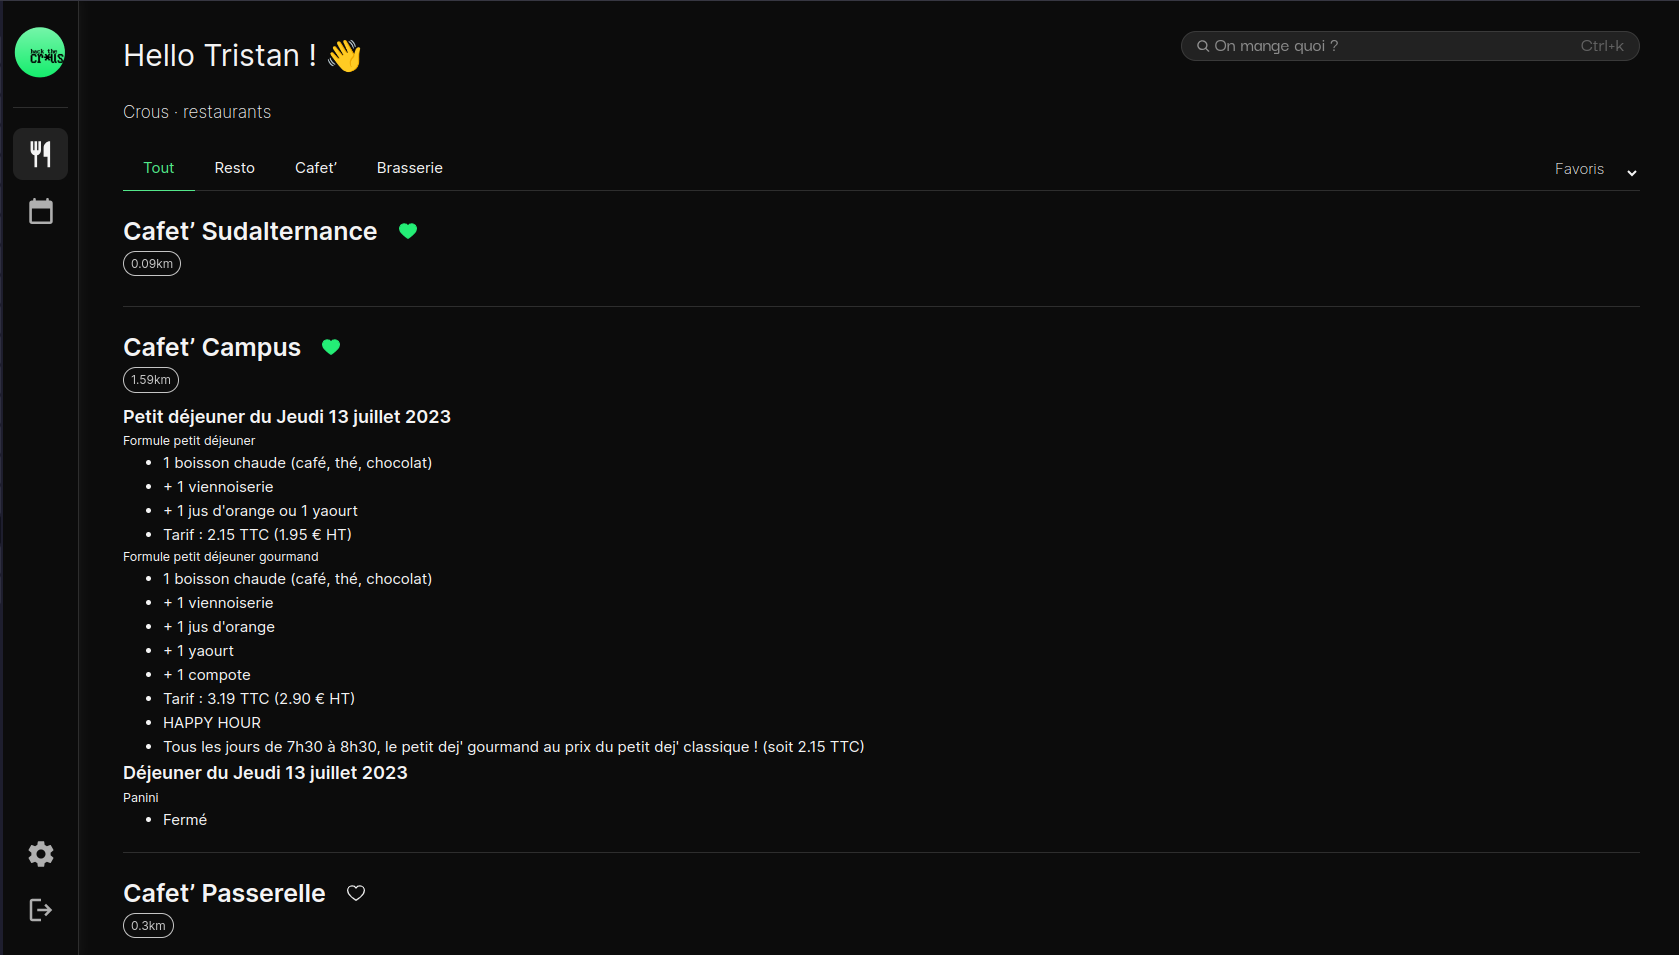 hack the
cr*us
Hello Tristan ! 👋
On mange quoi ?
Ctrl+k
Crous · restaurants
Tout
Resto
Cafet’
Brasserie
Favoris
Cafet’ Sudalternance
0.09km
Cafet’ Campus
1.59km
Petit déjeuner du Jeudi 13 juillet 2023
Formule petit déjeuner
• 1 boisson chaude (café, thé, chocolat)
• + 1 viennoiserie
• + 1 jus d'orange ou 1 yaourt
• Tarif : 2.15 TTC (1.95 € HT)
Formule petit déjeuner gourmand
• 1 boisson chaude (café, thé, chocolat)
• + 1 viennoiserie
• + 1 jus d'orange
• + 1 yaourt
• + 1 compote
• Tarif : 3.19 TTC (2.90 € HT)
• HAPPY HOUR
• Tous les jours de 7h30 à 8h30, le petit dej' gourmand au prix du petit dej' classique ! (soit 2.15 TTC)
Déjeuner du Jeudi 13 juillet 2023
Panini
• Fermé
Cafet’ Passerelle
0.3km